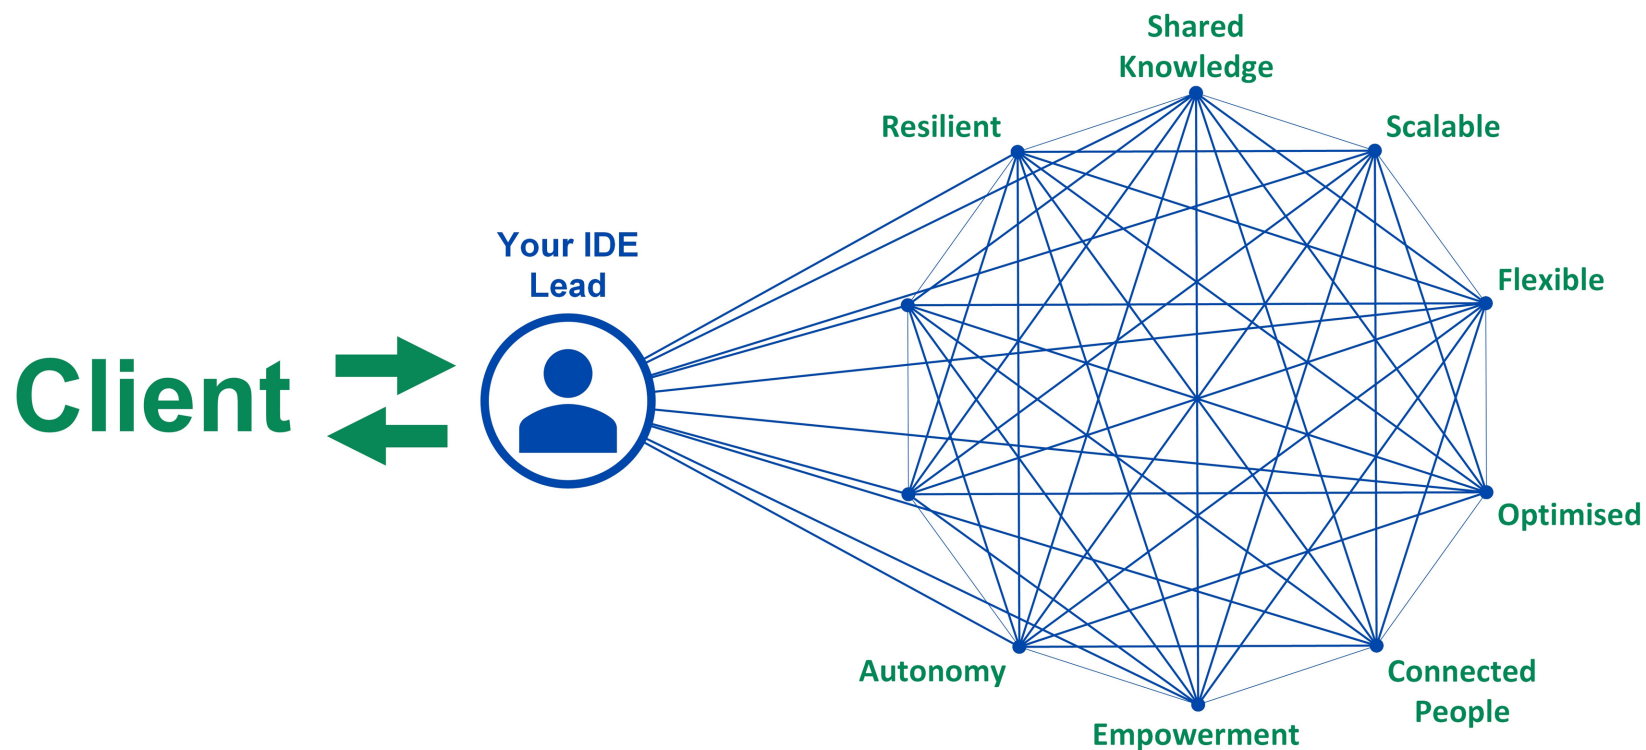 Client
Your IDE
Lead
Shared
Knowledge
Resilient
Scalable
Flexible
Optimised
Autonomy
Connected
People
Empowerment